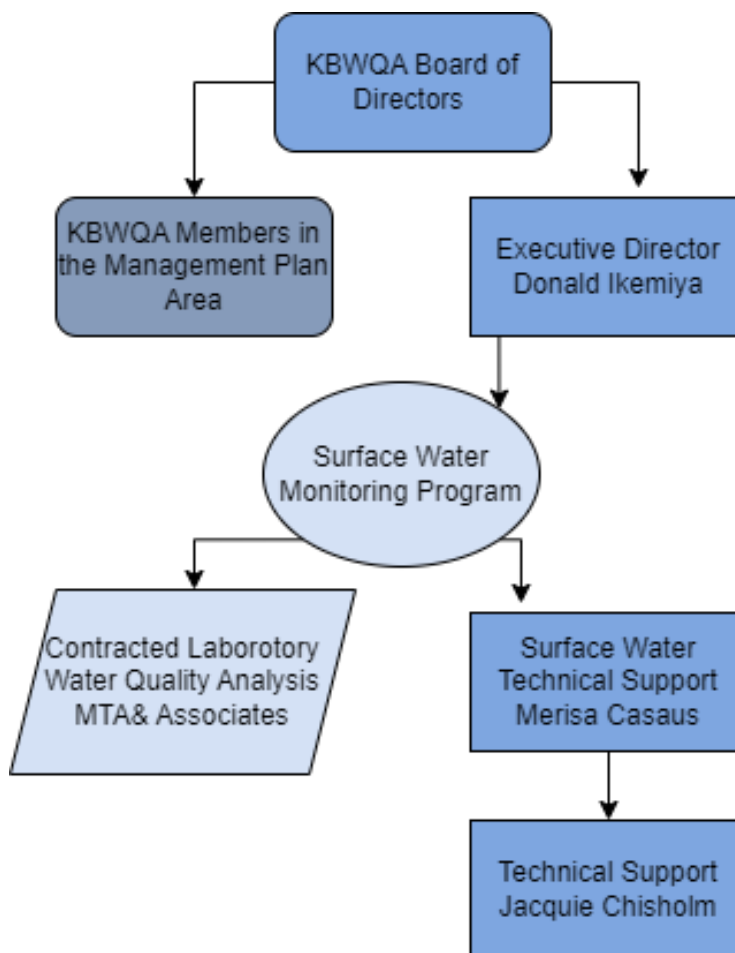 KBWQA Board of
Directors
KBWQA Members in
the Management Plan
Area
Executive Director
Donald Ikemiya
Surface Water
Monitoring Program
Contracted Laborotory
Water Quality Analysis
MTA& Associates
Surface Water
Technical Support
Merisa Casaus
Technical Support
Jacquie Chisholm